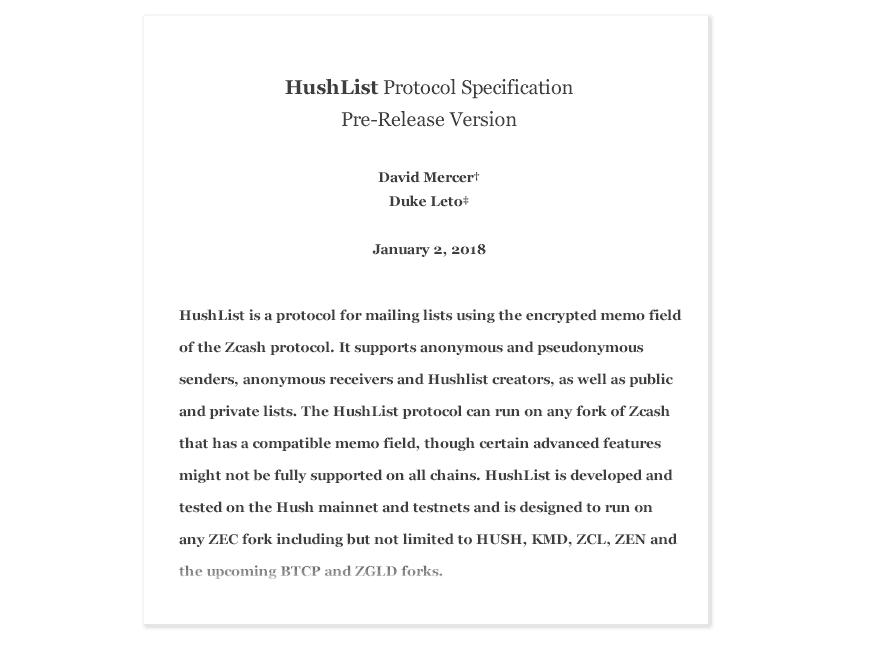 HushList Protocol Specification
Pre-Release Version
David Mercer†
Duke Leto‡
January 2, 2018
HushList is a protocol for mailing lists using the encrypted memo field
of the Zcash protocol. It supports anonymous and pseudonymous
senders, anonymous receivers and Hushlist creators, as well as public
and private lists. The HushList protocol can run on any fork of Zcash
that has a compatible memo field, though certain advanced features
might not be fully supported on all chains. HushList is developed and
tested on the Hush mainnet and testnets and is designed to run on
any ZEC fork including but not limited to HUSH, KMD, ZCL, ZEN and
the upcoming BTCP and ZGLD forks.